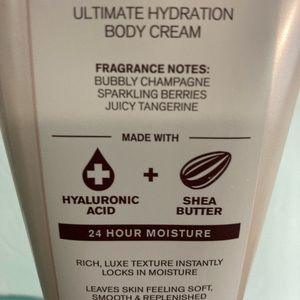 ULTIMATE HYDRATION
BODY CREAM
FRAGRANCE NOTES:
BUBBLY CHAMPAGNE
SPARKLING BERRIES
JUICY TANGERINE
MADE WITH
HYALURONIC
ACID
+
SHEA
BUTTER
24 HOUR MOISTURE
RICH, LUXE TEXTURE INSTANTLY
LOCKS IN MOISTURE
LEAVES SKIN FEELING SOFT,
SMOOTH & REPLENISHED